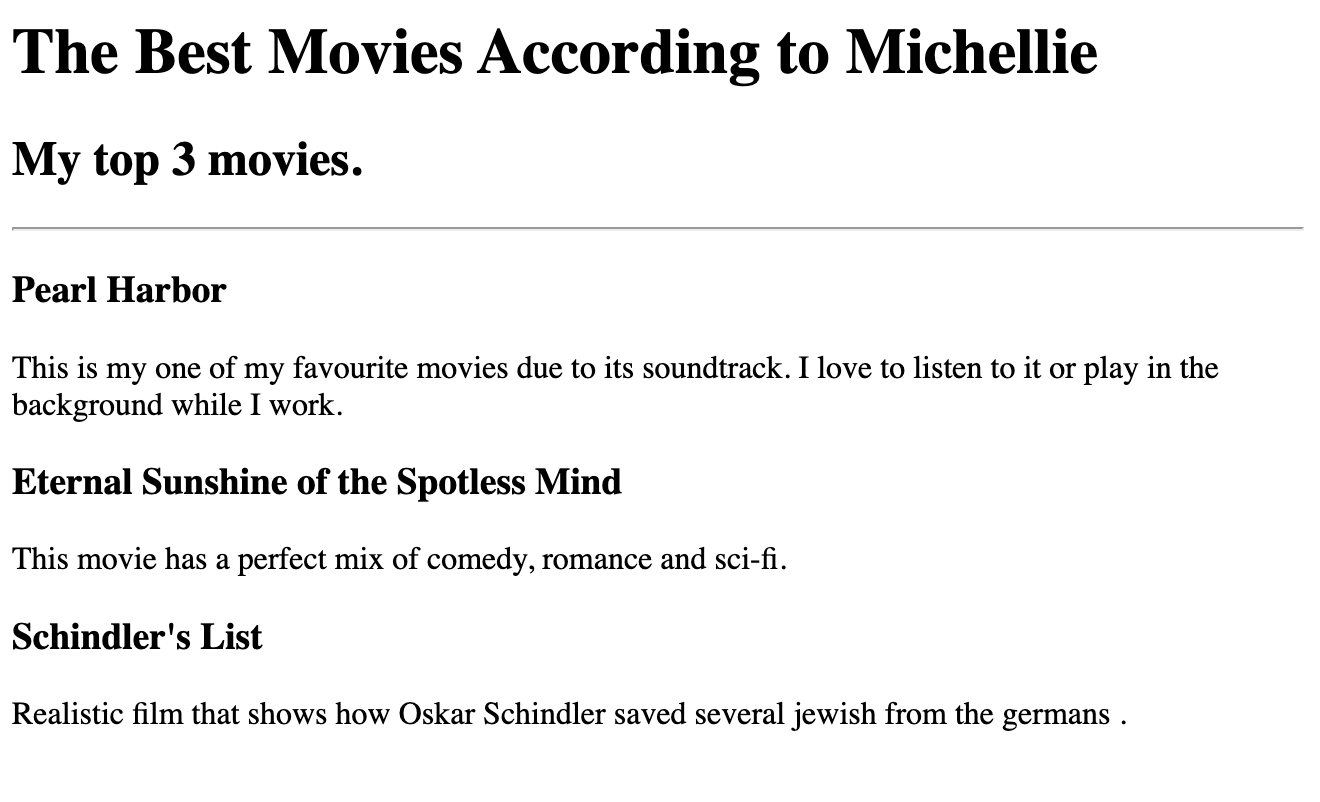 The Best Movies According to Michellie
My top 3 movies.
Pearl Harbor
This is my one of my favourite movies due to its soundtrack. I love to listen to it or play in the
background while I work.
Eternal Sunshine of the Spotless Mind
This movie has a perfect mix of comedy, romance and sci-fi.
Schindler's List
Realistic film that shows how Oskar Schindler saved several jewish from the germans .